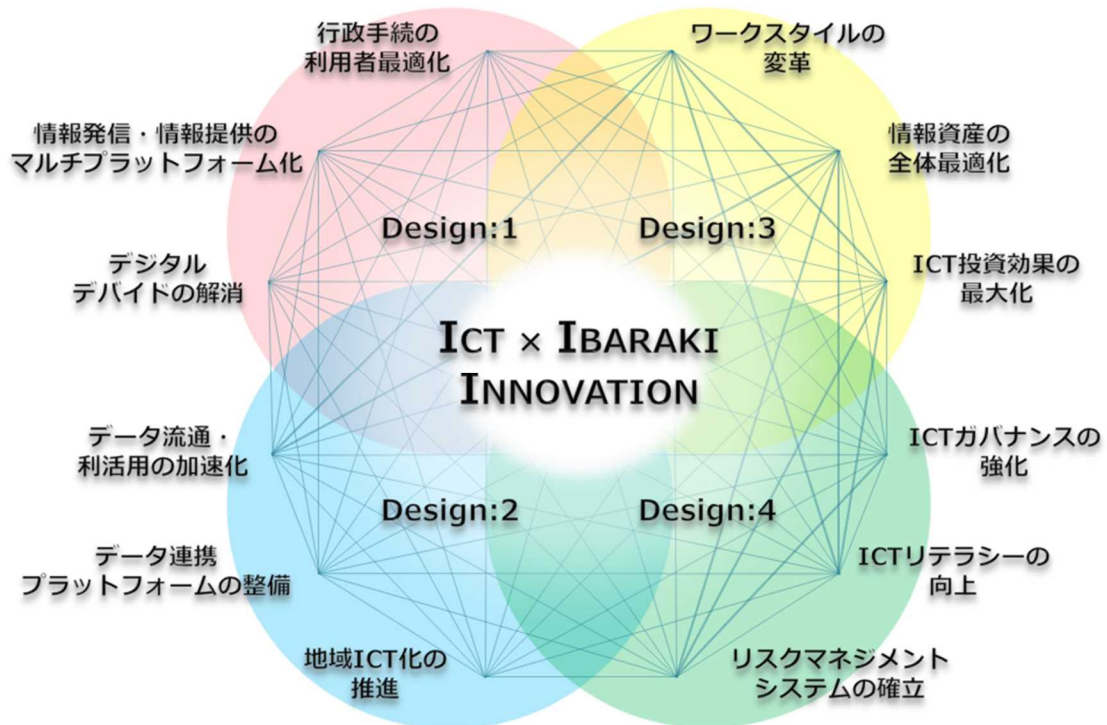 行政手続の
利用者最適化
ワークスタイルの
変革
情報発信・情報提供の
マルチプラットフォーム化
情報資産の
全体最適化
Design:1
Design:3
デジタル
デバイドの解消
ICT投資効果の
最大化
ICT × IBARAKI
INNOVATION
データ流通・
利活用の加速化
ICTガバナンスの
強化
Design:2
Design:4
データ連携
プラットフォームの整備
ICTリテラシーの
向上
地域ICT化の
推進
リスクマネジメント
システムの確立